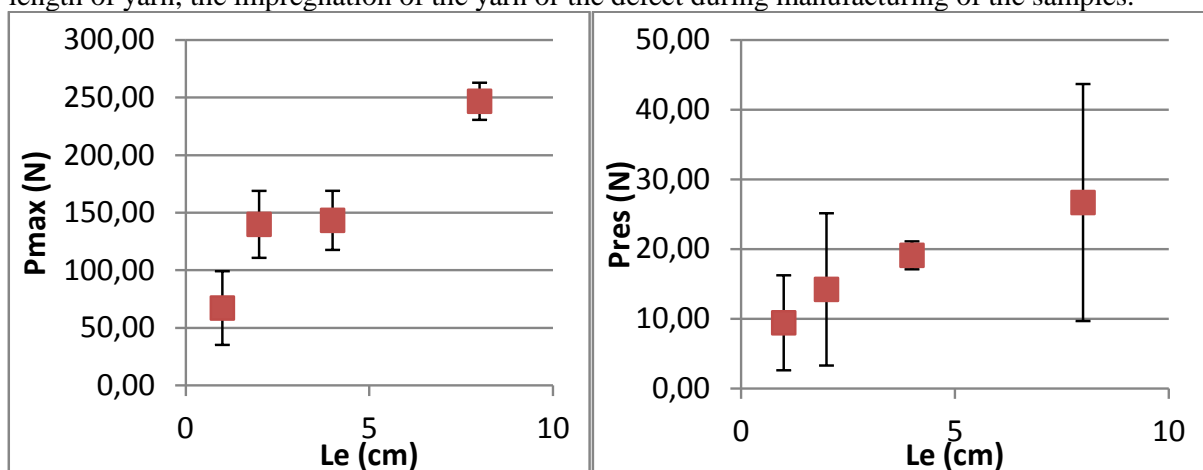 length of yarn, the impregnation of the yarn or the defect during manufacturing of the samples.
300,00
250,00
200,00
150,00
100,00
50,00
0,00
Pmax (N)
0 5 10
Le (cm)
50,00
40,00
30,00
20,00
10,00
0,00
Pres (N)
0 5 10
Le (cm)